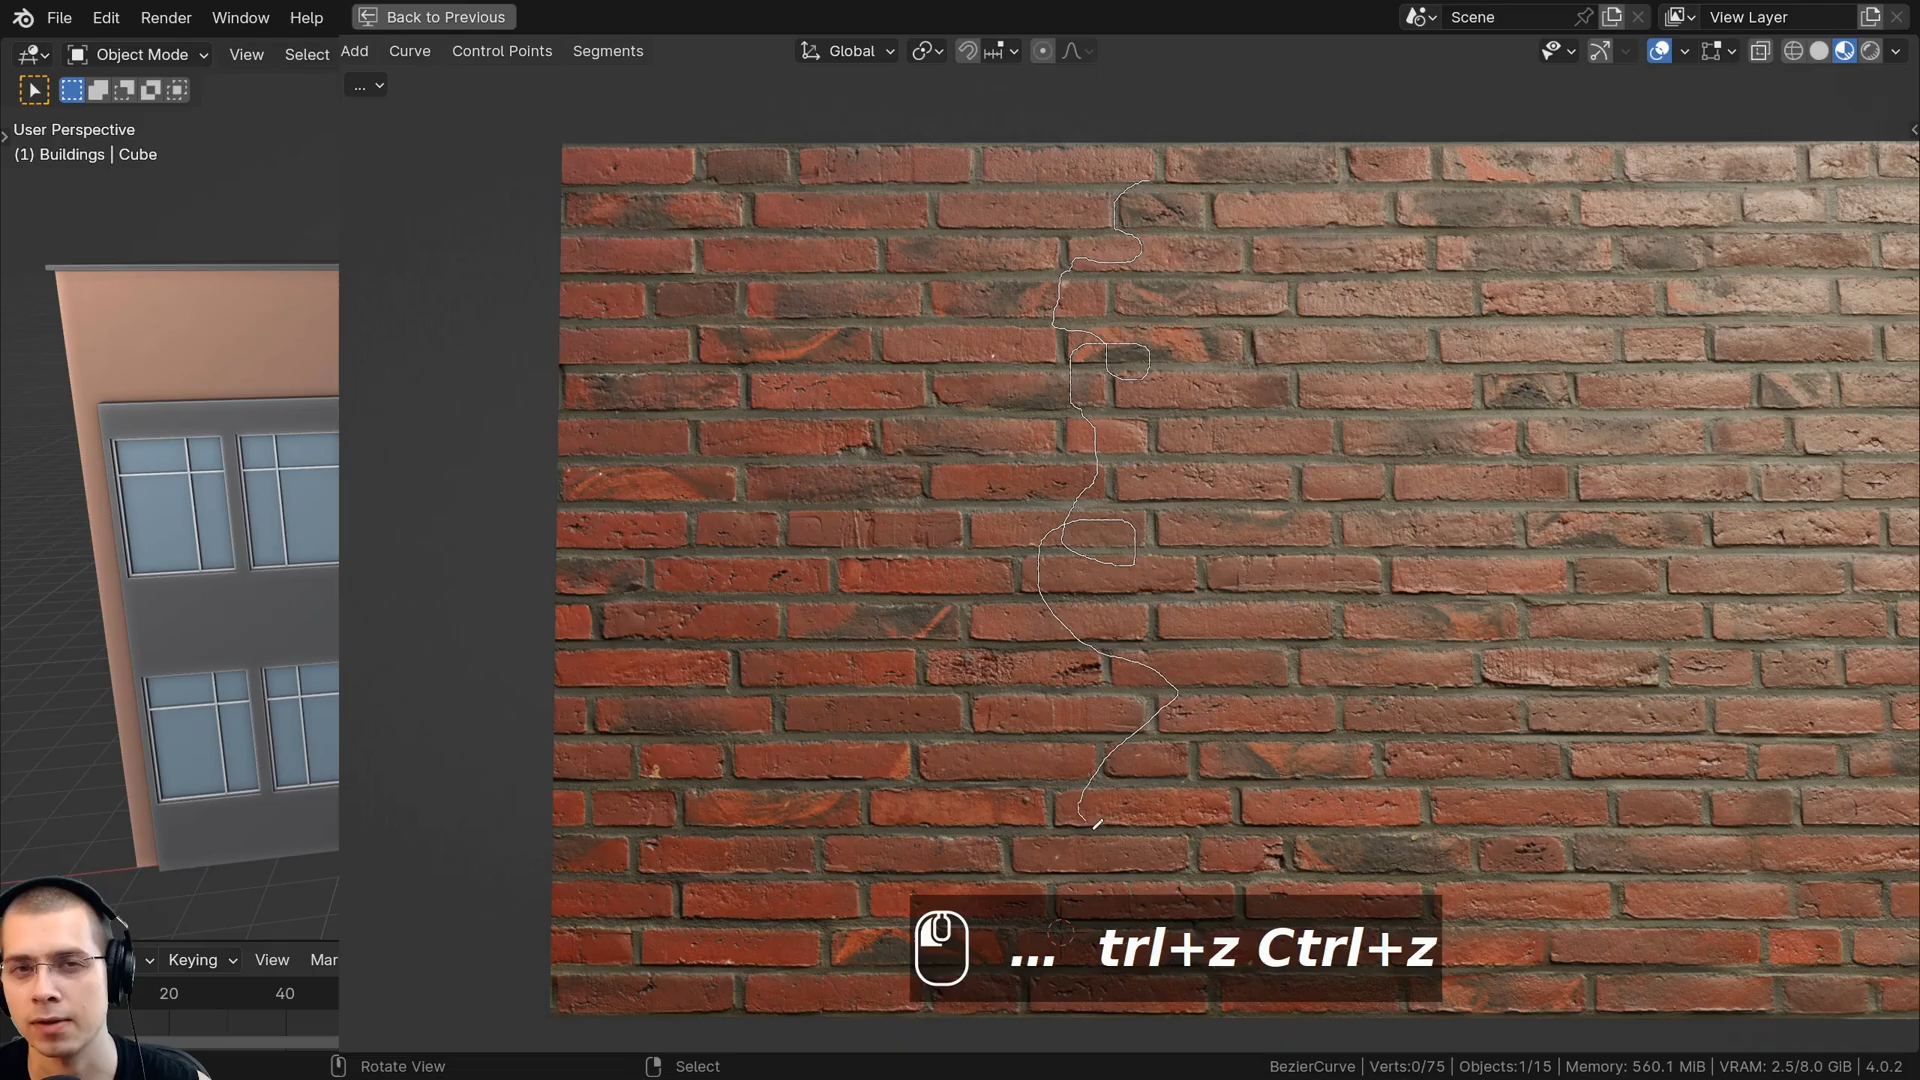 File Edit Render Window Help Back to Previous Scene View Layer
Object Mode View Select Add Curve Control Points Segments Global
...
User Perspective
(1) Buildings | Cube
... trl+z Ctrl+z
Keying View Mar
20 40
Rotate View Select BezierCurve | Verts:0/75 | Objects:1/15 | Memory: 560.1 MiB | VRAM: 2.5/8.0 GiB | 4.0.2